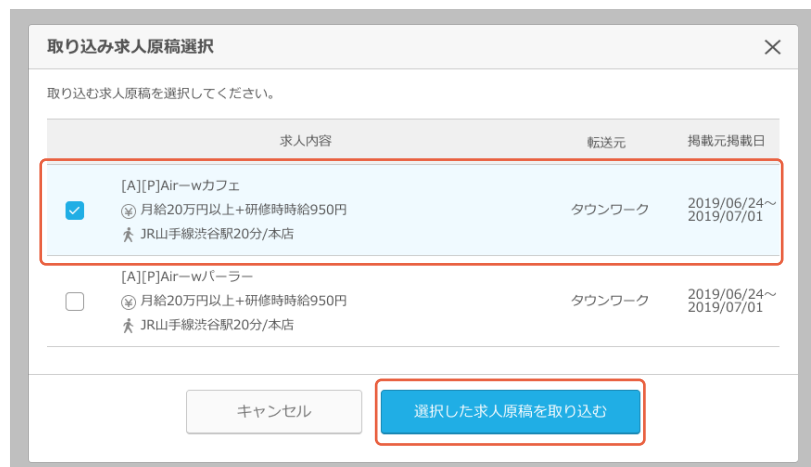 取り込み求人原稿選択
取り込む求人原稿を選択してください。
求人内容 転送元 掲載元掲載日
[A][P]Airーwカフェ
¥ 月給20万円以上+研修時時給950円 タウンワーク 2019/06/24～
2019/07/01
JR山手線渋谷駅20分/本店
[A][P]Airーwパーラー
¥ 月給20万円以上+研修時時給950円 タウンワーク 2019/06/24～
2019/07/01
JR山手線渋谷駅20分/本店
キャンセル 選択した求人原稿を取り込む